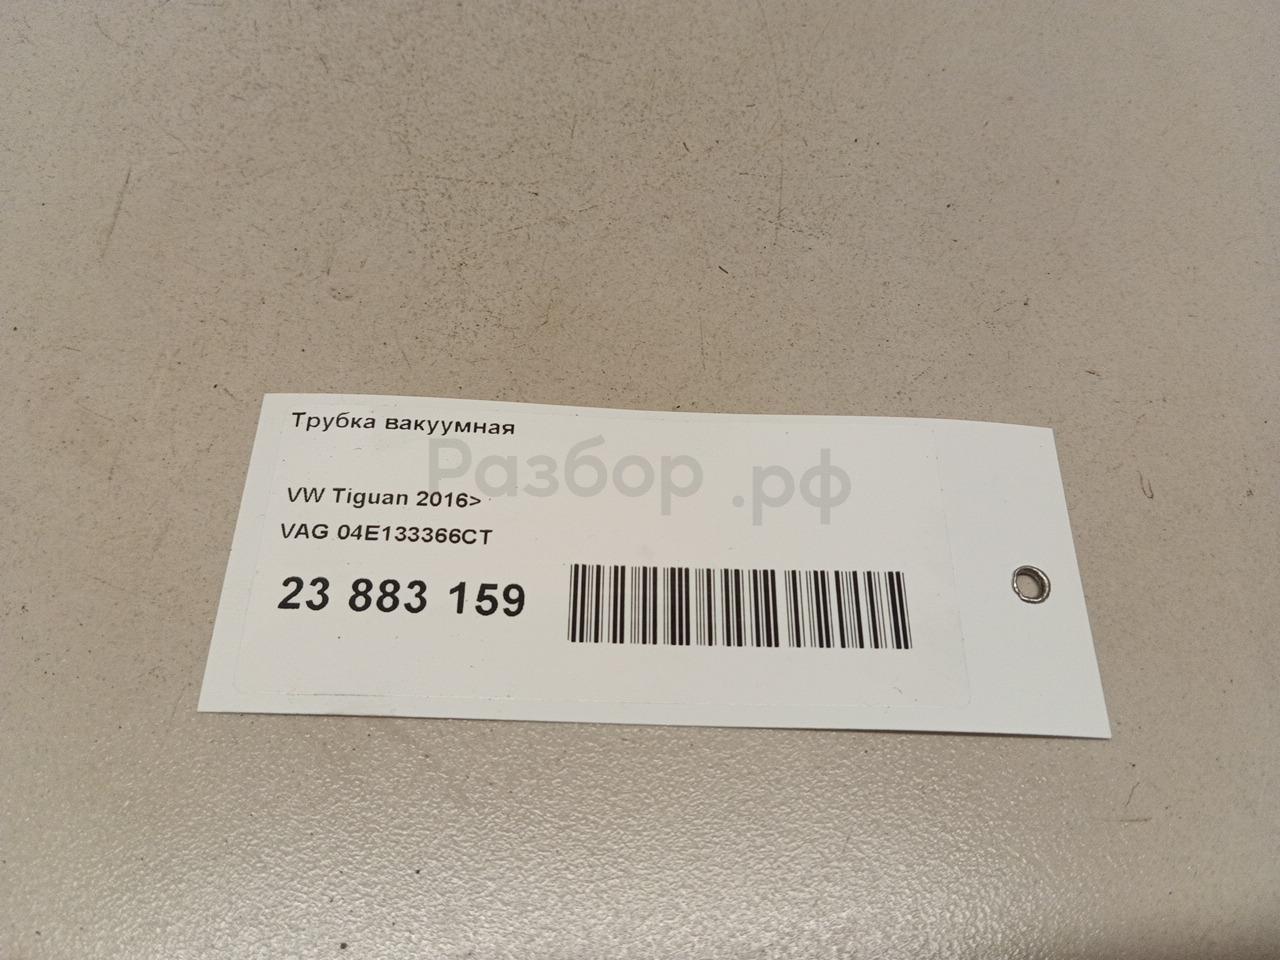 Трубка вакуумная
Разбор.рф
VW Tiguan 2016>
VAG 04E133366CT
23 883 159